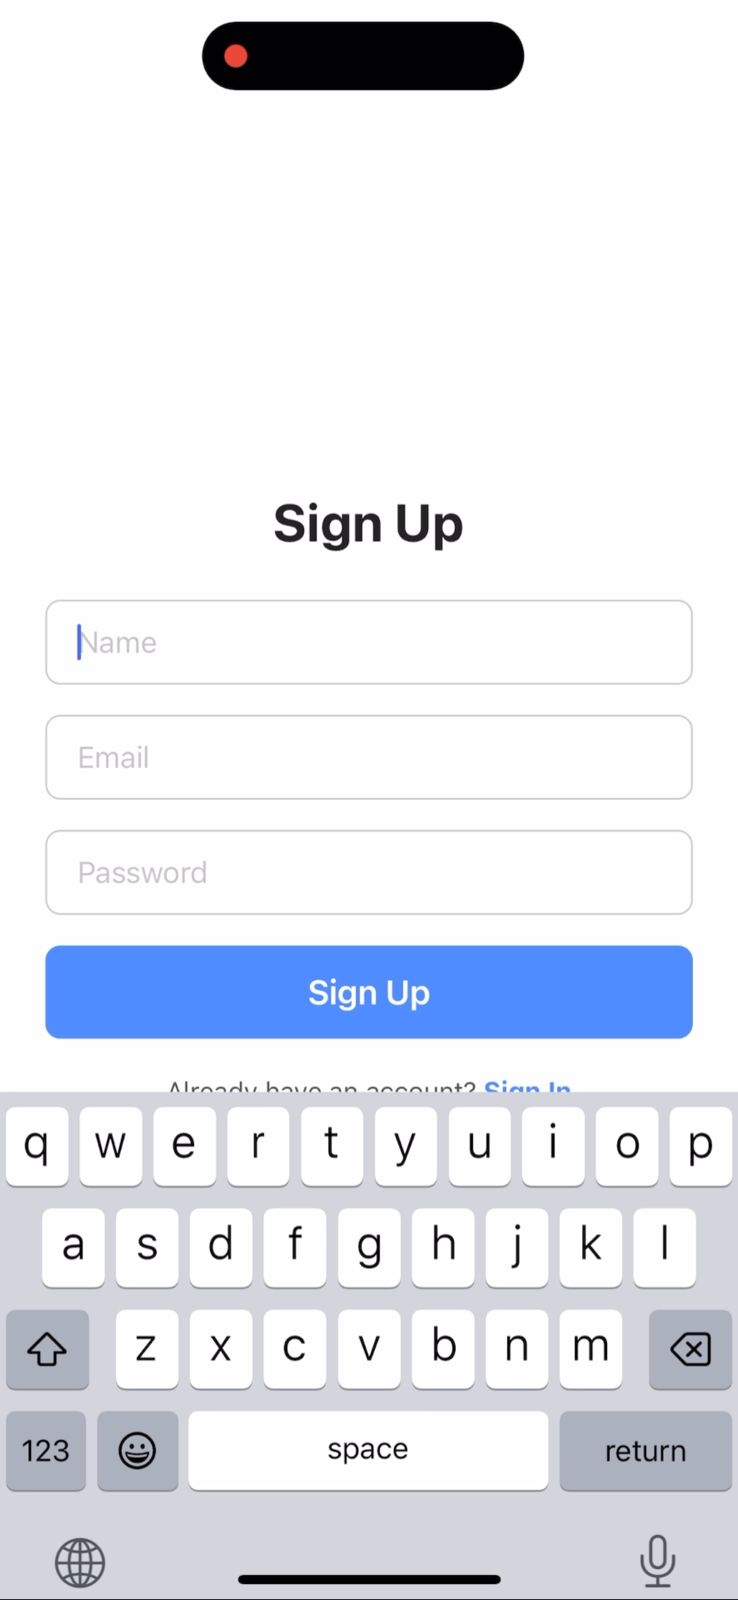 Sign Up
Name
Email
Password
Sign Up
Already have an account? Sign In
q w e r t y u i o p
a s d f g h j k l
z x c v b n m
123 space return